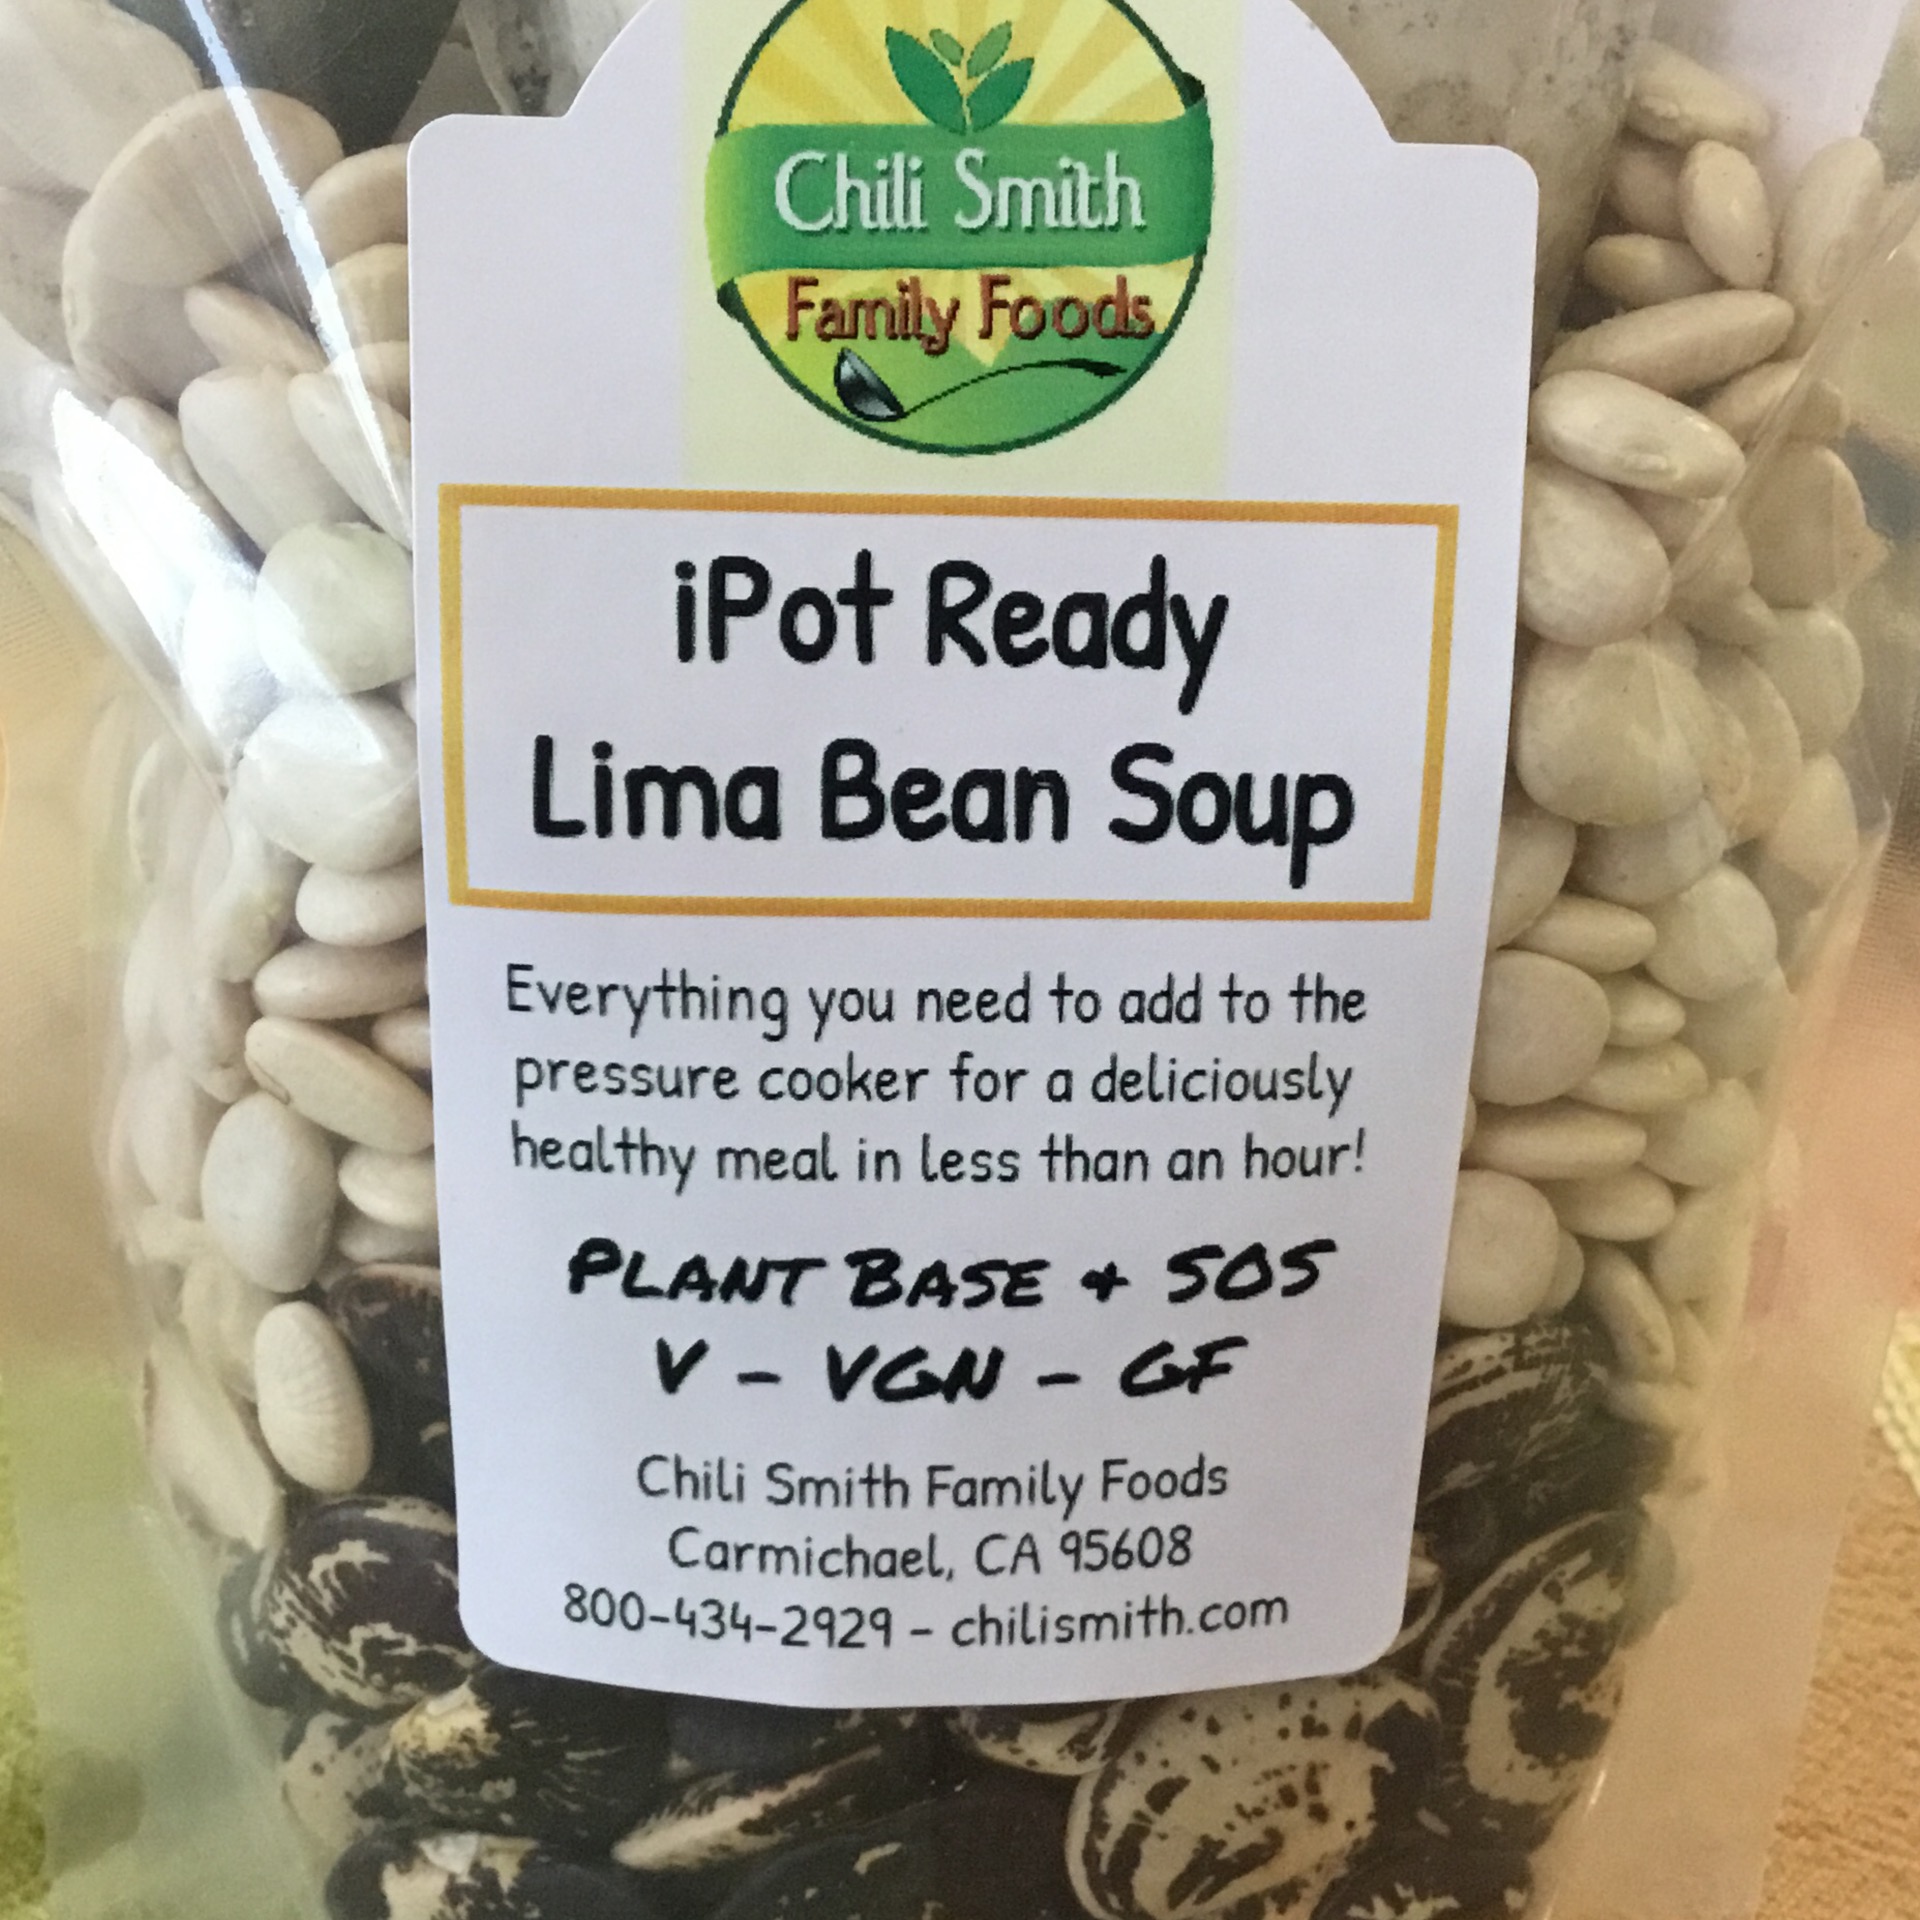 Chili Smith
Family Foods
iPot Ready
Lima Bean Soup
Everything you need to add to the
pressure cooker for a deliciously
healthy meal in less than an hour!
PLANT BASE & SOS
V - VGN - GF
Chili Smith Family Foods
Carmichael, CA 95608
800-434-2929 - chilismith.com